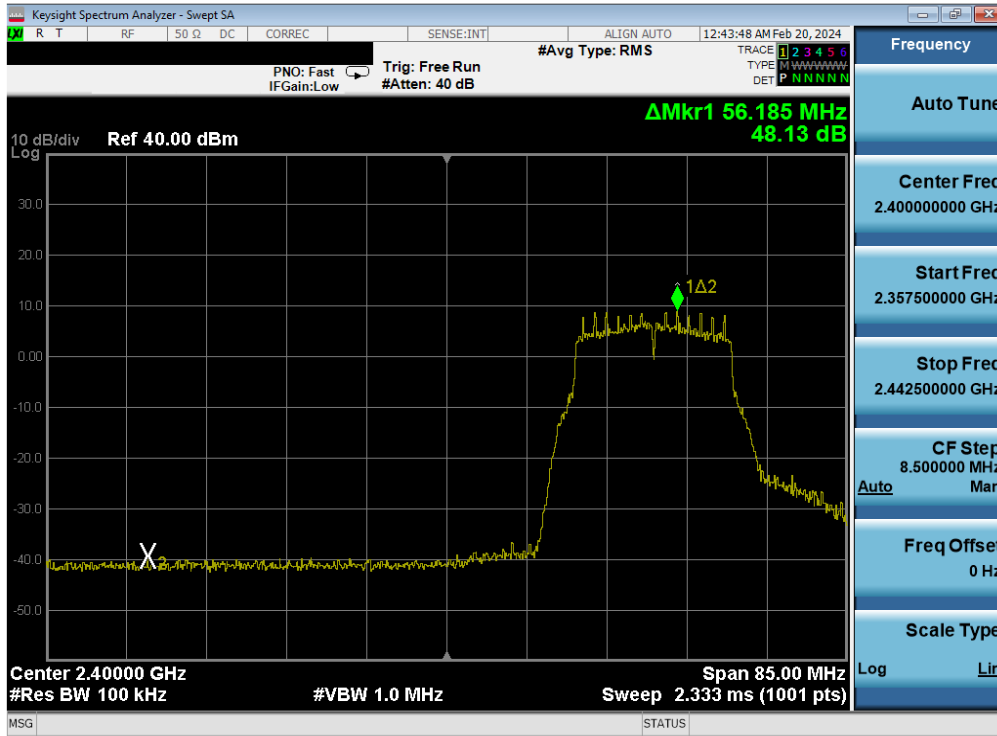 Keysight Spectrum Analyzer - Swept SA
LXI R T RF 50 Ω DC CORREC SENSE:INT ALIGN AUTO 12:43:48 AM Feb 20, 2024
#Avg Type: RMS
TRACE 1 2 3 4 5 6
PNO: Fast Trig: Free Run
TYPE M WWWWW
IFGain:Low #Atten: 40 dB
DET P N N N N N
ΔMkr1 56.185 MHz
48.13 dB
10 dB/div Ref 40.00 dBm
Log
30.0
20.0
10.0
0.00
-10.0
-20.0
-30.0
-40.0
-50.0
1Δ2
X2
Center 2.40000 GHz Span 85.00 MHz
#Res BW 100 kHz #VBW 1.0 MHz Sweep 2.333 ms (1001 pts)
MSG STATUS
Frequency
Auto Tune
Center Freq
2.400000000 GHz
Start Freq
2.357500000 GHz
Stop Freq
2.442500000 GHz
CF Step
8.500000 MHz
Auto Man
Freq Offset
0 Hz
Scale Type
Log Lin